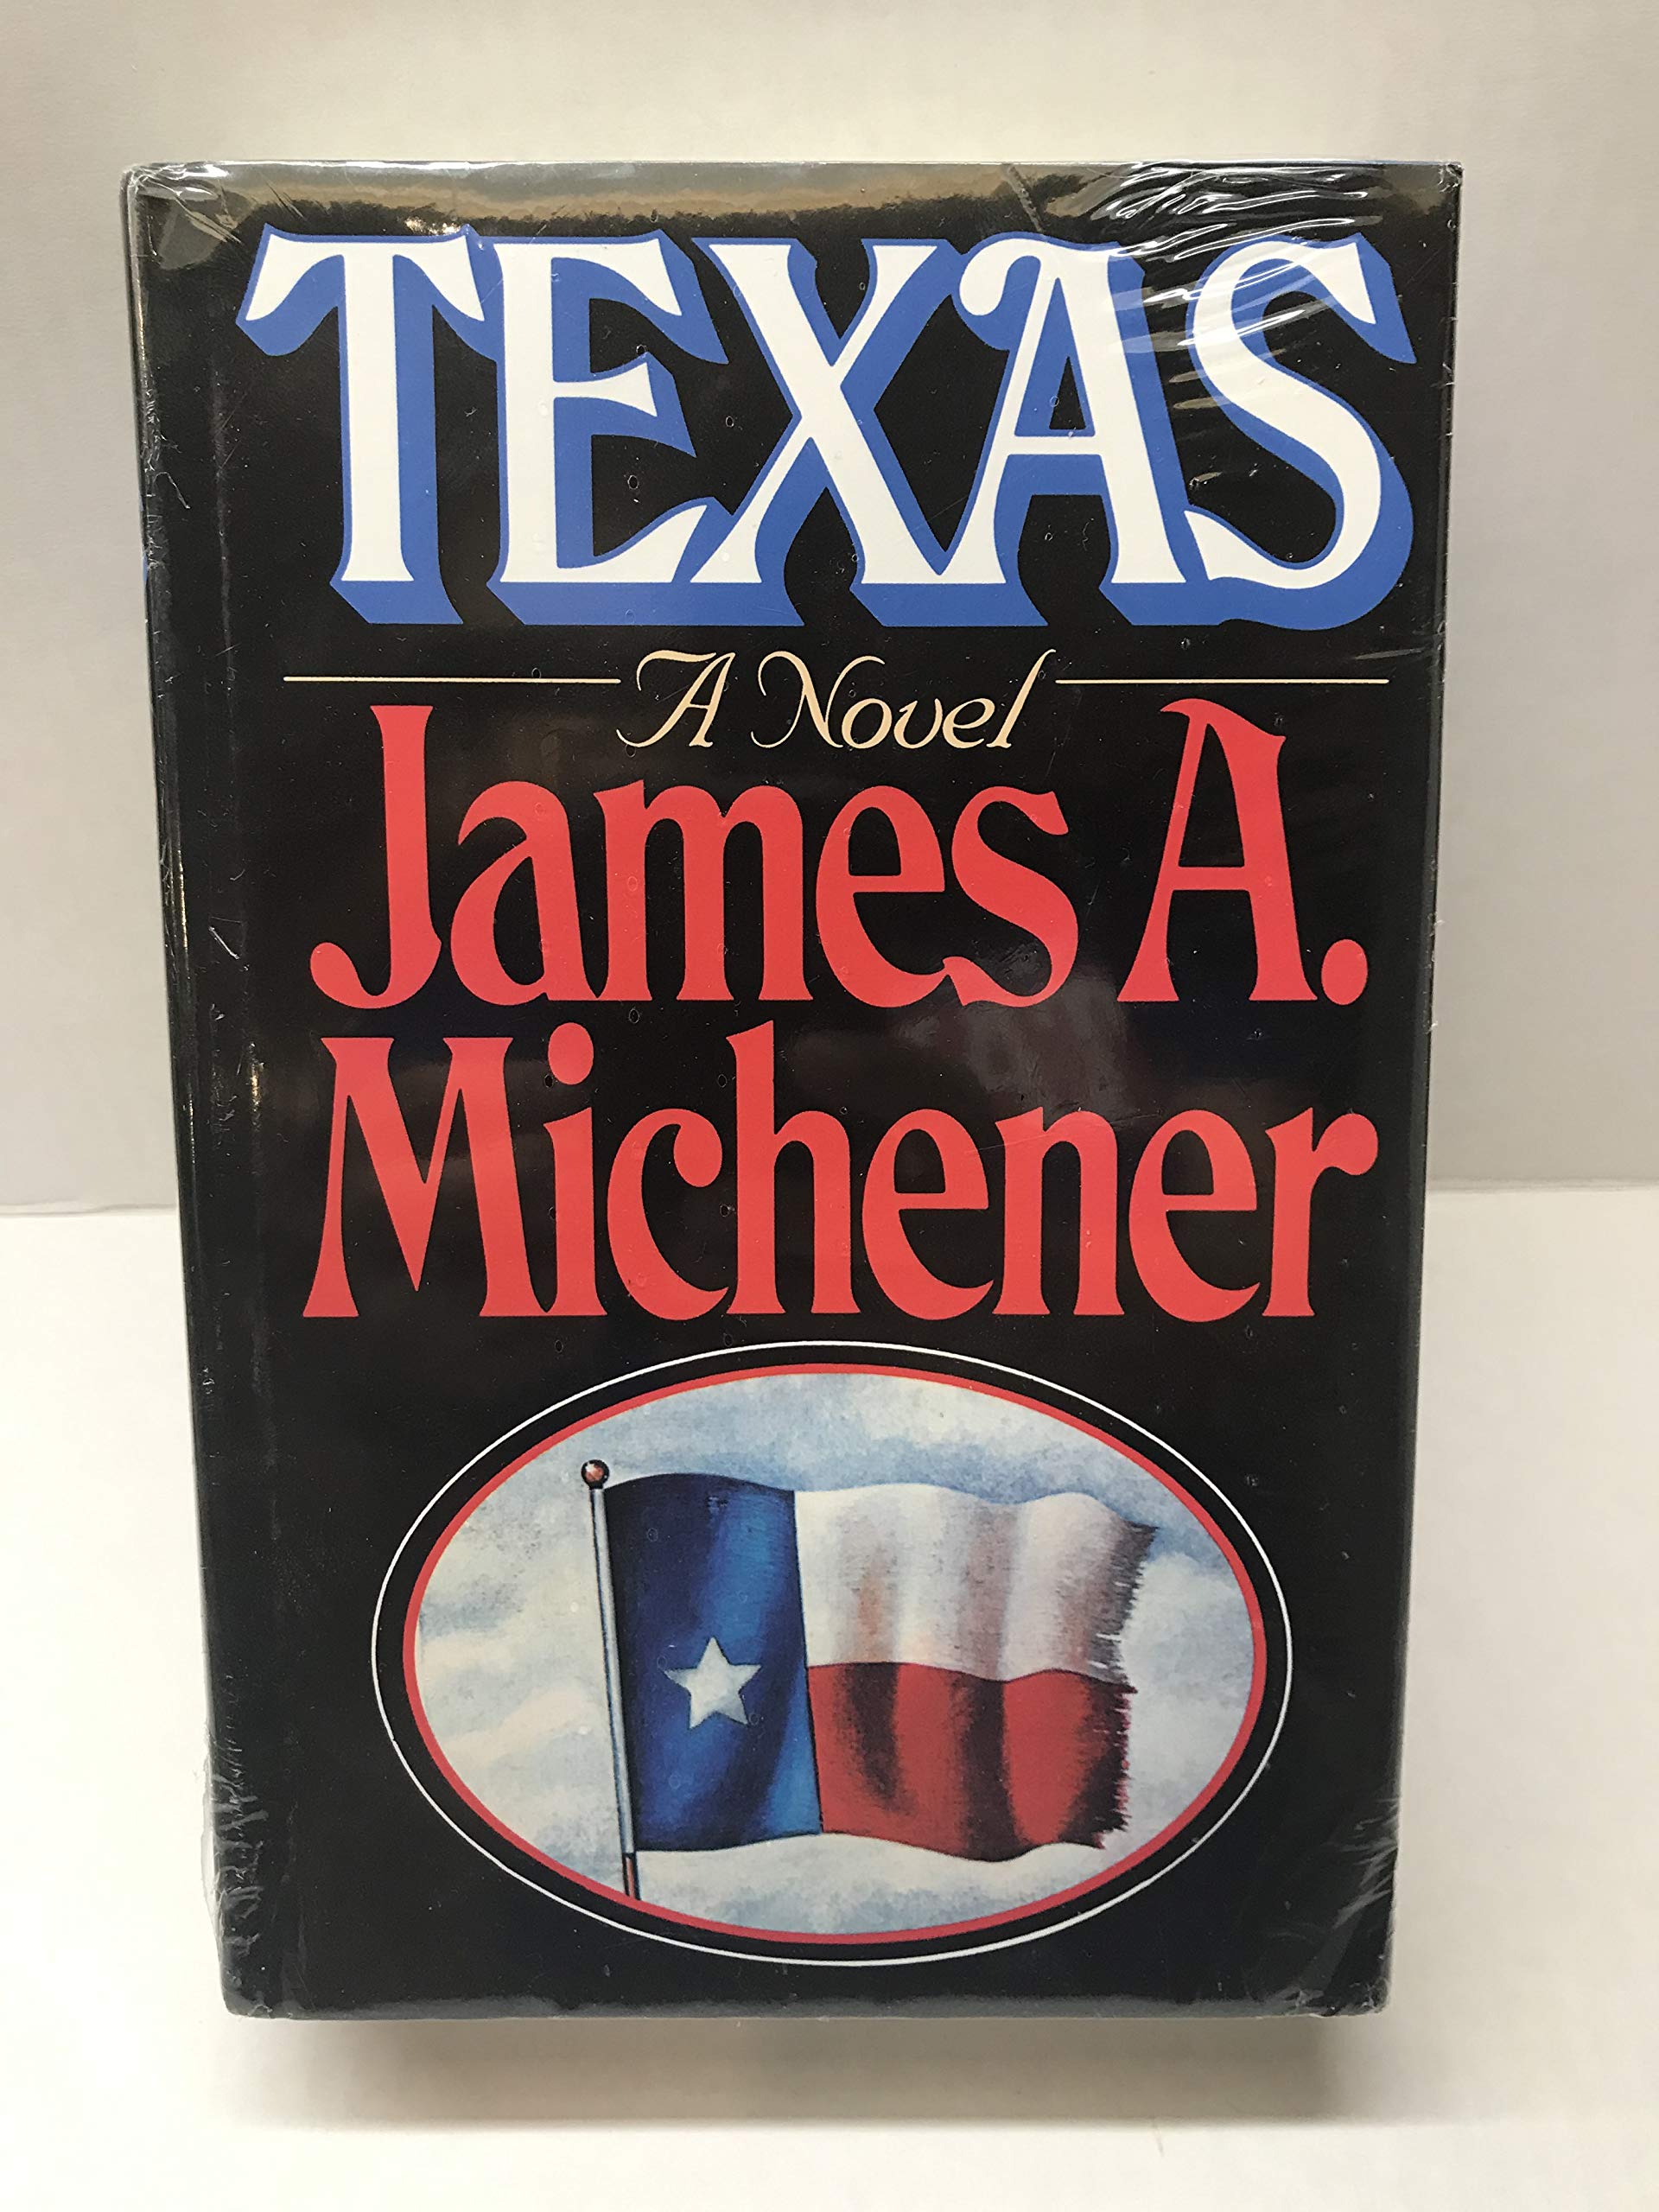 TEXAS
A Novel
James A.
Michener